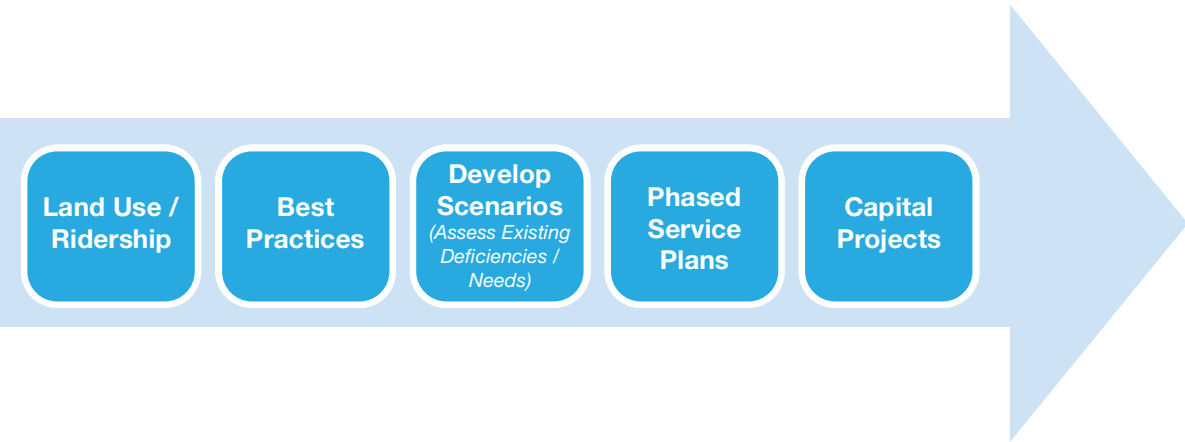 Land Use /
Ridership
Best
Practices
Develop
Scenarios
(Assess Existing
Deficiencies /
Needs)
Phased
Service
Plans
Capital
Projects